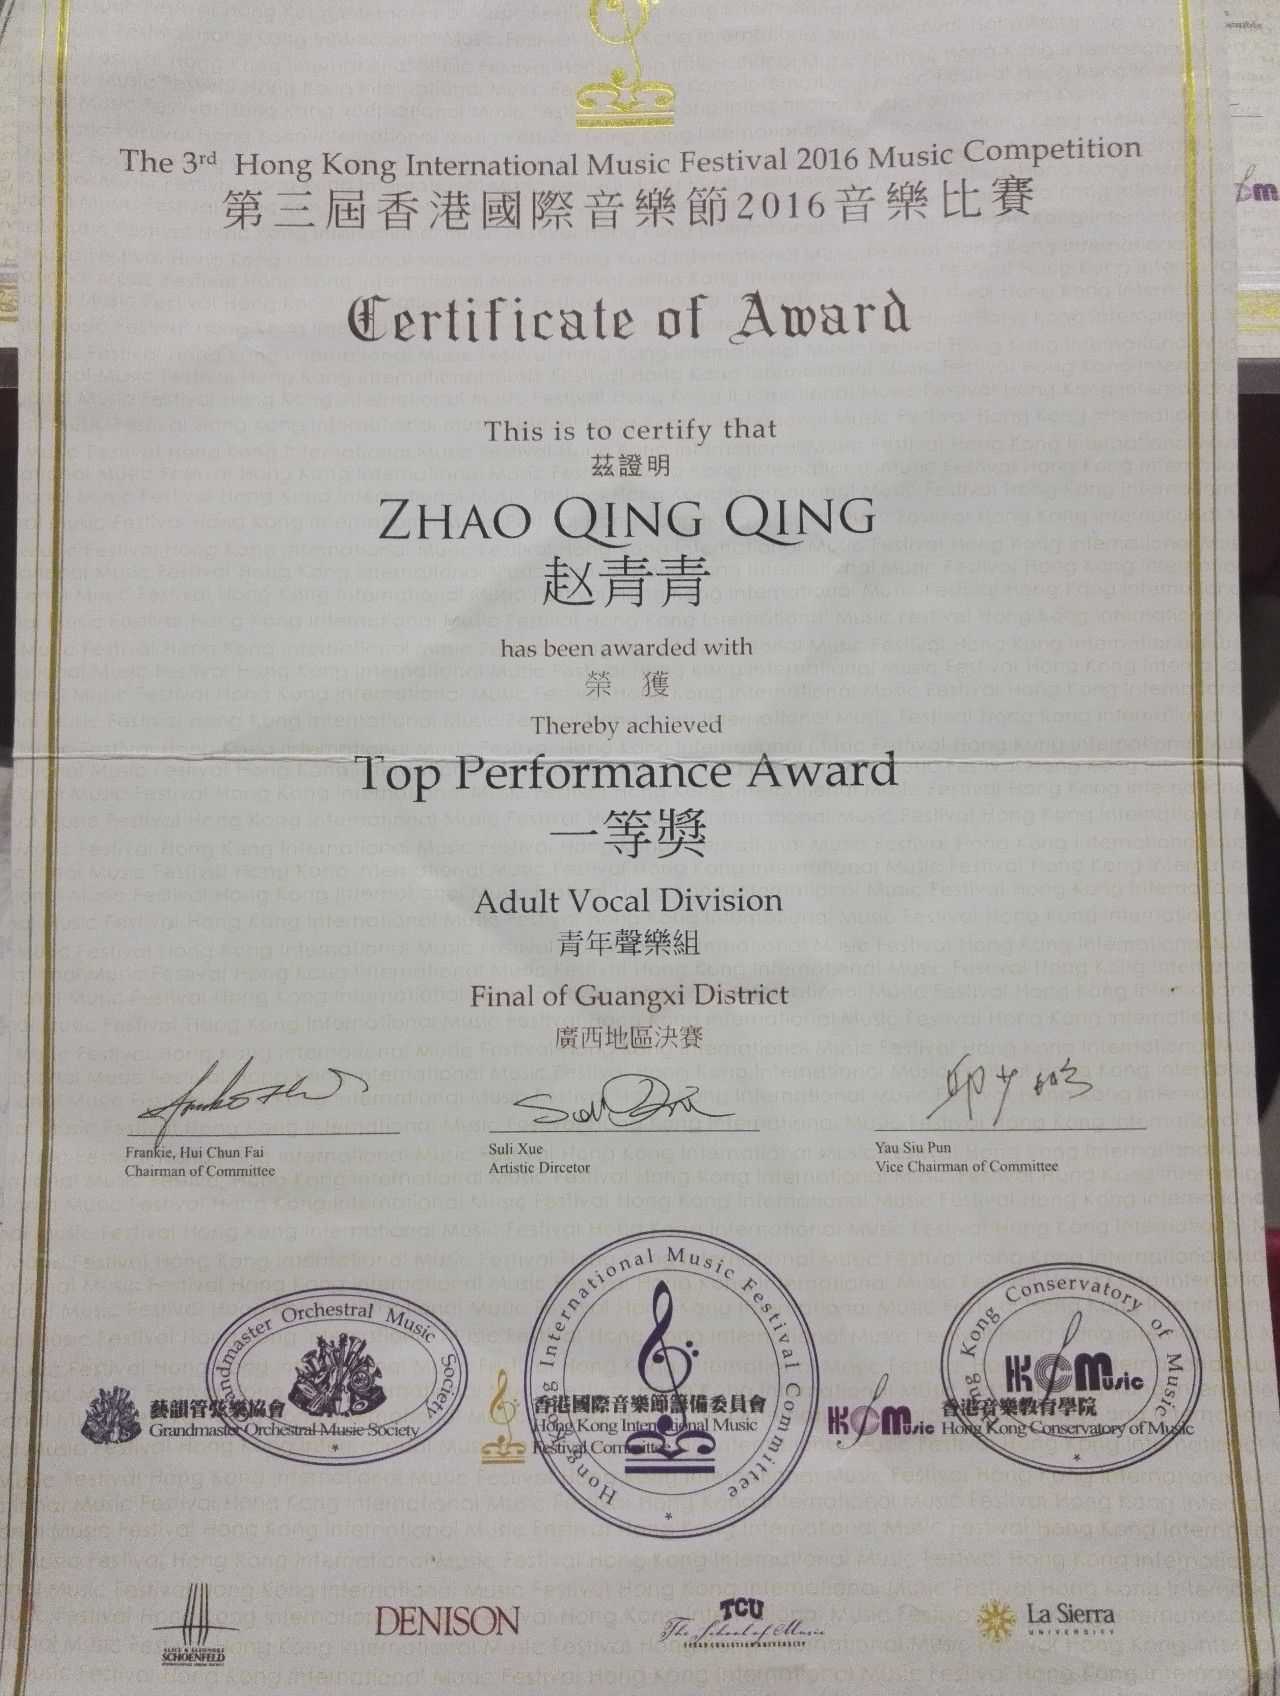 The 3rd Hong Kong International Music Festival 2016 Music Competition
第三屆香港國際音樂節2016音樂比賽
Certificate of Award
This is to certify that
茲證明
ZHAO QING QING
赵青青
has been awarded with
榮 獲
Thereby achieved
Top Performance Award
一等獎
Adult Vocal Division
青年聲樂組
Final of Guangxi District
廣西地區決賽
Frankie, Hui Chun Fai
Chairman of Committee
Suli Xue
Artistic Dircetor
Yau Siu Pun
Vice Chairman of Committee
Grandmaster Orchestral Music Society
藝韻管弦樂協會
Grandmaster Orchestral Music Society
Hong Kong International Music Festival Committee
香港國際音樂節籌備委員會
Hong Kong International Music
Festival Committee
Hong Kong Conservatory of Music
HKCMusic
HKCMusic
香港音樂教育學院
Hong Kong Conservatory of Music
ALICE & ELEONORE
SCHOENFELD
DENISON
TCU
The School of Music
TEXAS CHRISTIAN UNIVERSITY
La Sierra
UNIVERSITY